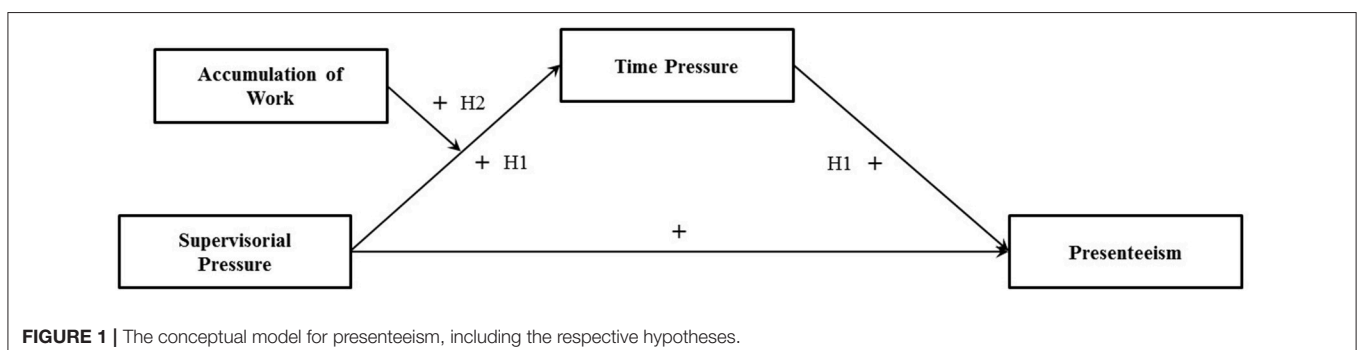 Accumulation of
Work
Time Pressure
+ H2
+ H1
H1 +
Supervisorial
Pressure
+
Presenteeism
FIGURE 1 | The conceptual model for presenteeism, including the respective hypotheses.